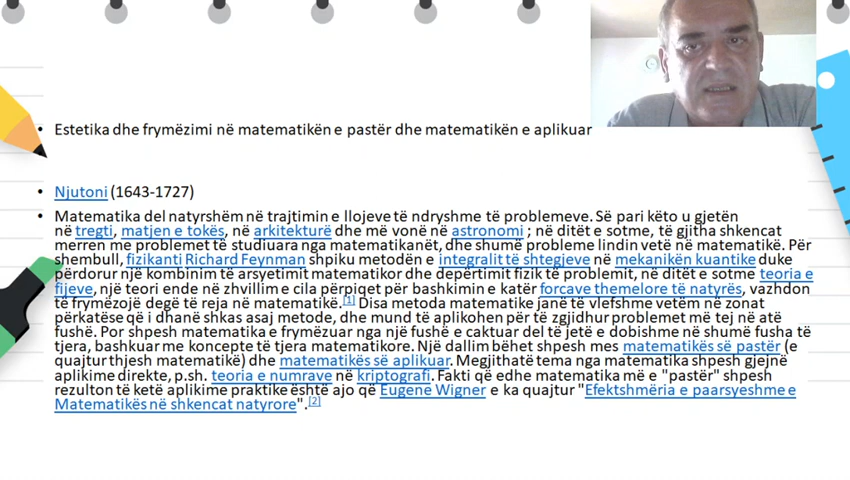 Estetika dhe frymëzimi në matematikën e pastër dhe matematikën e aplikuar
Njutoni (1643-1727)
Matematika del natyrshëm në trajtimin e llojeve të ndryshme të problemeve. Së pari këto u gjetën
në tregti, matjen e tokës, në arkitekturë dhe më vonë në astronomi ; në ditët e sotme, të gjitha shkencat
merren me problemet të studiuara nga matematikanët, dhe shumë probleme lindin vetë në matematikë. Për
shembull, fizikanti Richard Feynman shpiku metodën e integralit të shtegjeve në mekanikën kuantike duke
përdorur një kombinim të arsyetimit matematikor dhe depërtimit fizik të problemit, në ditët e sotme teoria e
fijeve, një teori ende në zhvillim e cila përpiqet për bashkimin e katër forcave themelore të natyrës, vazhdon
të frymëzojë degë të reja në matematikë.[1] Disa metoda matematike janë të vlefshme vetëm në zonat
përkatëse që i dhanë shkas asaj metode, dhe mund të aplikohen për të zgjidhur problemet më tej në atë
fushë. Por shpesh matematika e frymëzuar nga një fushë e caktuar del të jetë e dobishme në shumë fusha të
tjera, bashkuar me koncepte të tjera matematikore. Një dallim bëhet shpesh mes matematikës së pastër (e
quajtur thjesh matematikë) dhe matematikës së aplikuar. Megjithatë tema nga matematika shpesh gjejnë
aplikime direkte, p.sh. teoria e numrave në kriptografi. Fakti që edhe matematika më e "pastër" shpesh
rezulton të ketë aplikime praktike është ajo që Eugene Wigner e ka quajtur "Efektshmëria e paarsyeshme e
Matematikës në shkencat natyrore".[2]